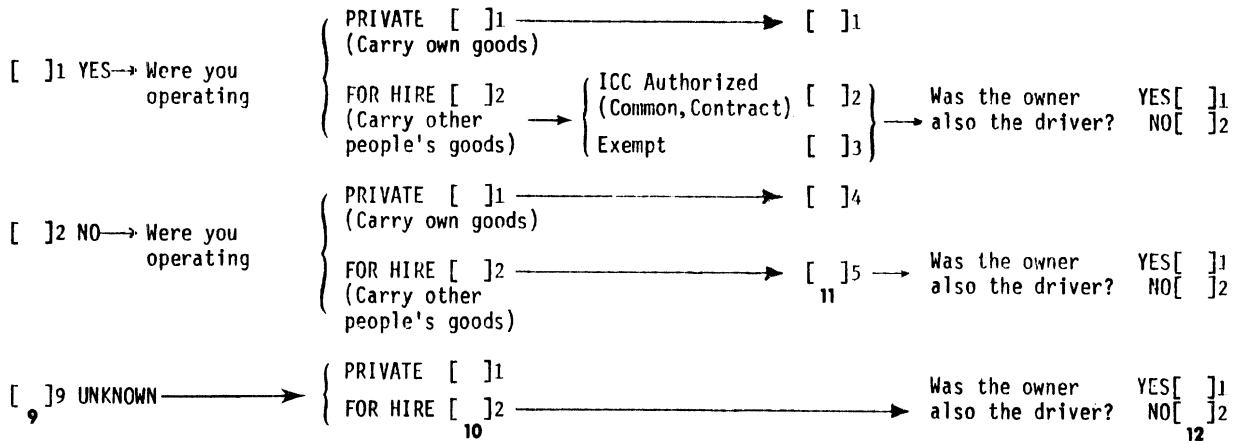 PRIVATE [ ]1 [ ]1
(Carry own goods)
[ ]1 YES→ Were you
operating
FOR HIRE [ ]2
(Carry other
people's goods)
ICC Authorized
(Common,Contract) [ ]2
Exempt [ ]3
Was the owner YES[ ]1
also the driver? NO[ ]2
PRIVATE [ ]1 [ ]4
(Carry own goods)
[ ]2 NO→ Were you
operating
FOR HIRE [ ]2 [ ]5
(Carry other
people's goods)
11
Was the owner YES[ ]1
also the driver? NO[ ]2
[ ]9 UNKNOWN
9
PRIVATE [ ]1
FOR HIRE [ ]2
10
Was the owner YES[ ]1
also the driver? NO[ ]2
12